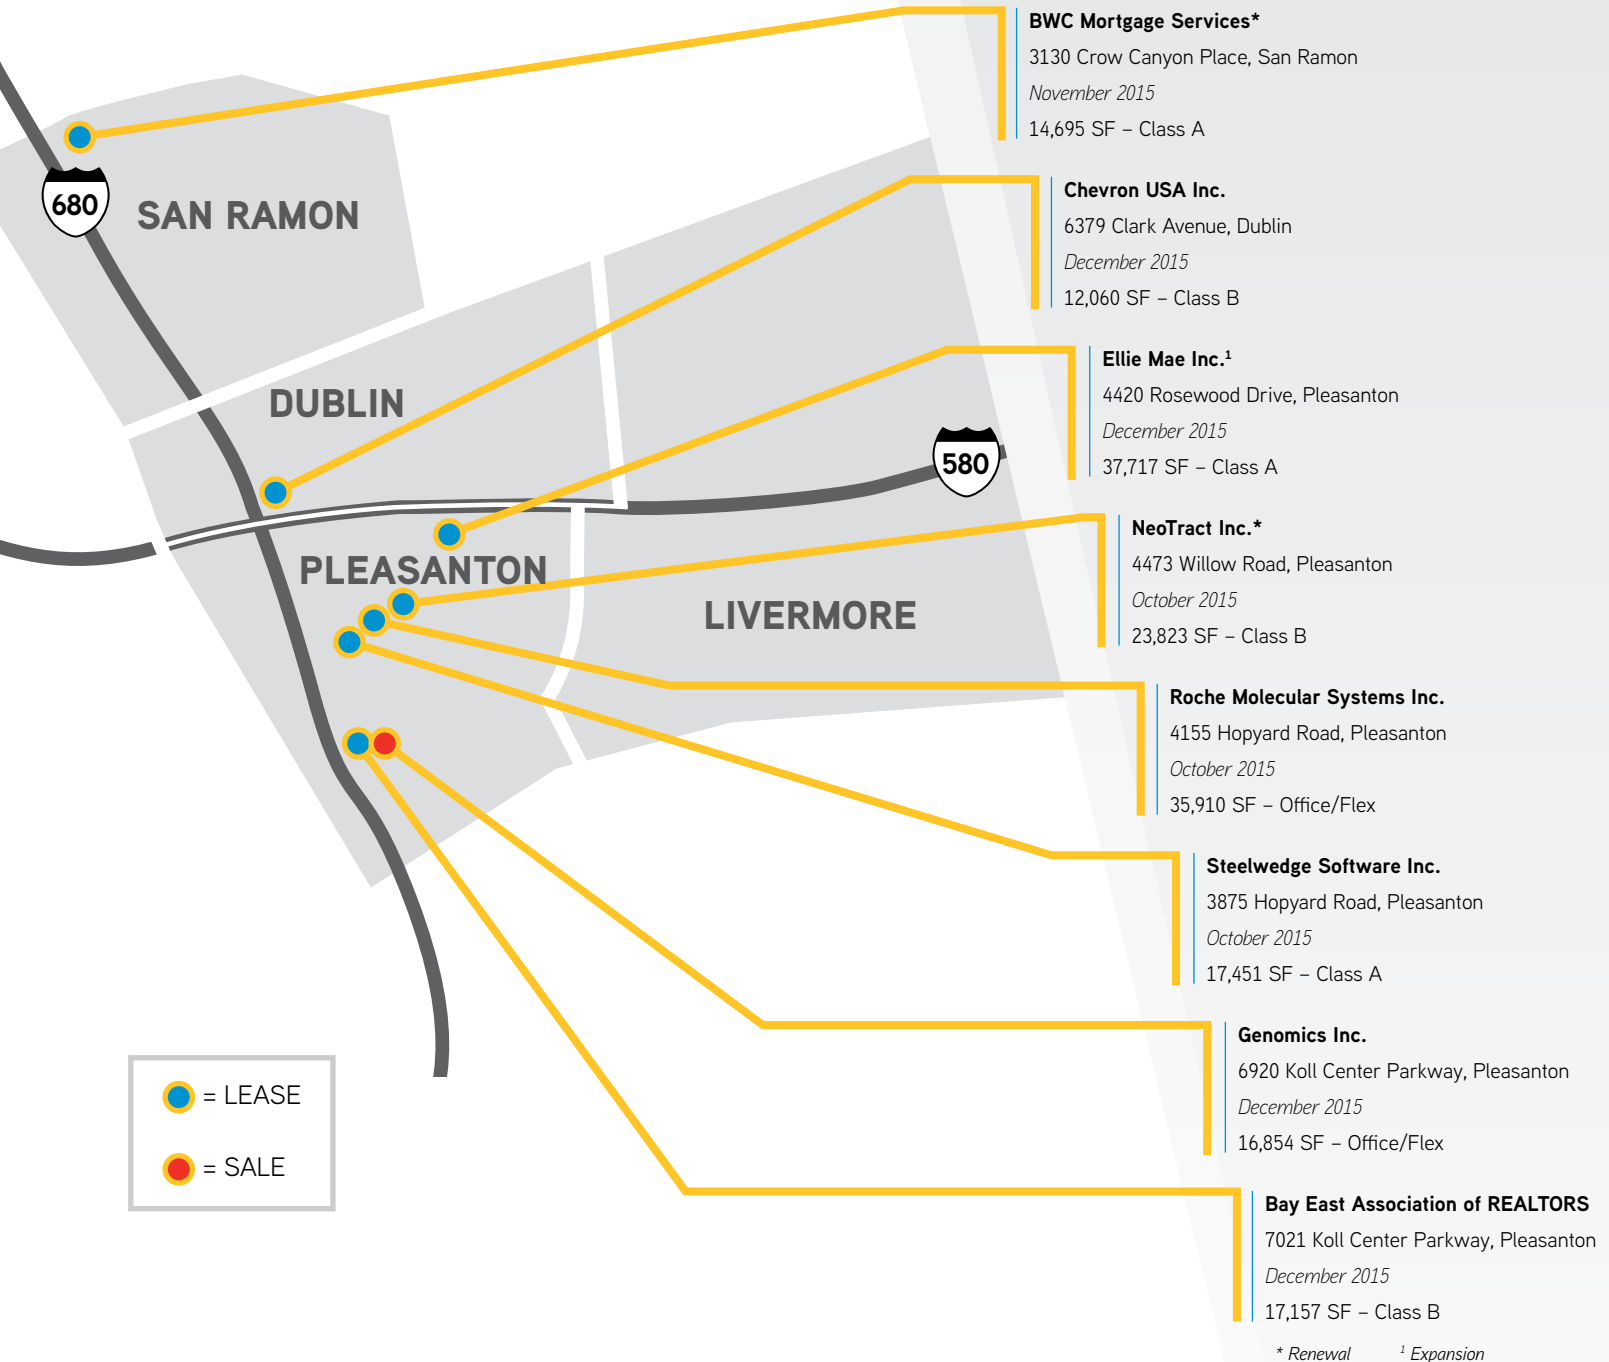 BWC Mortgage Services*
3130 Crow Canyon Place, San Ramon
November 2015
14,695 SF – Class A
Chevron USA Inc.
6379 Clark Avenue, Dublin
December 2015
12,060 SF – Class B
Ellie Mae Inc.¹
4420 Rosewood Drive, Pleasanton
December 2015
37,717 SF – Class A
NeoTract Inc.*
4473 Willow Road, Pleasanton
October 2015
23,823 SF – Class B
Roche Molecular Systems Inc.
4155 Hopyard Road, Pleasanton
October 2015
35,910 SF – Office/Flex
Steelwedge Software Inc.
3875 Hopyard Road, Pleasanton
October 2015
17,451 SF – Class A
Genomics Inc.
6920 Koll Center Parkway, Pleasanton
December 2015
16,854 SF – Office/Flex
Bay East Association of REALTORS
7021 Koll Center Parkway, Pleasanton
December 2015
17,157 SF – Class B
* Renewal ¹ Expansion
680
SAN RAMON
DUBLIN
580
PLEASANTON
LIVERMORE
= LEASE
= SALE